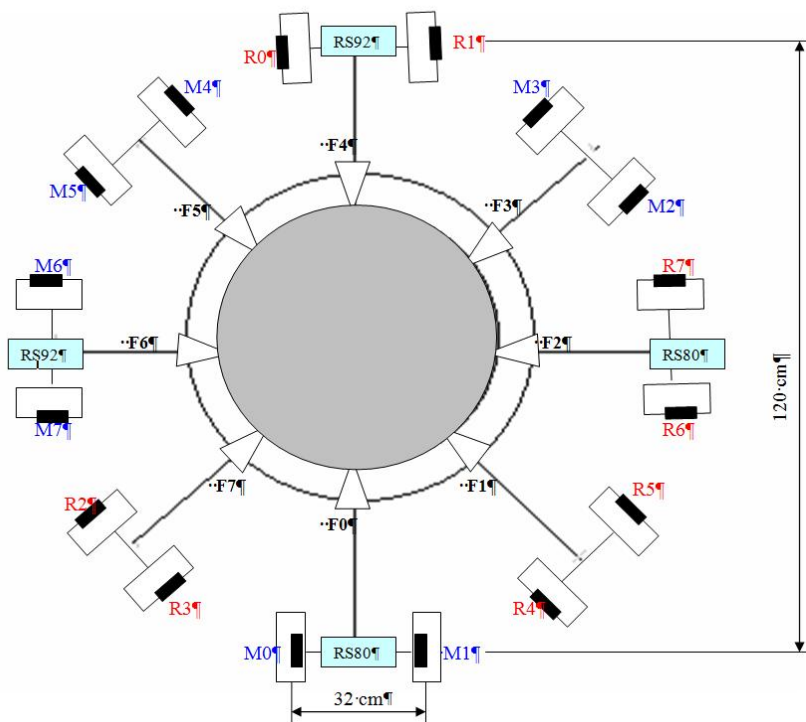 R0¶ RS92¶ R1¶
M4¶ M3¶
··F4¶
M5¶ M2¶
··F5¶ ··F3¶
M6¶ R7¶
RS92¶ ··F6¶ ··F2¶ RS80¶
120·cm¶
M7¶ R6¶
R2¶ ··F7¶ ··F1¶ R5¶
··F0¶
R3¶ R4¶
M0¶ RS80¶ M1¶
32·cm¶